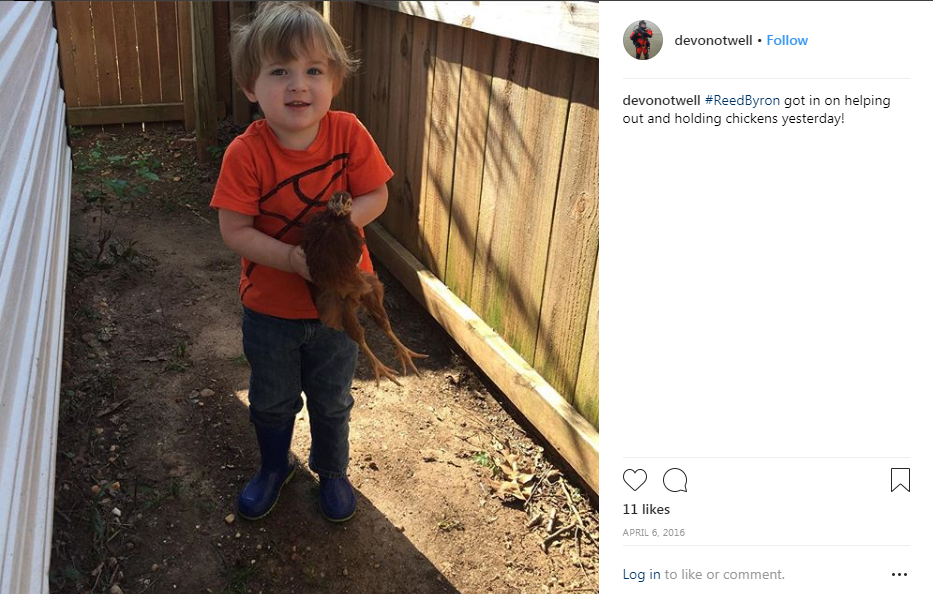 devonotwell • Follow
devonotwell #ReedByron got in on helping
out and holding chickens yesterday!
11 likes
APRIL 6, 2016
Log in to like or comment.